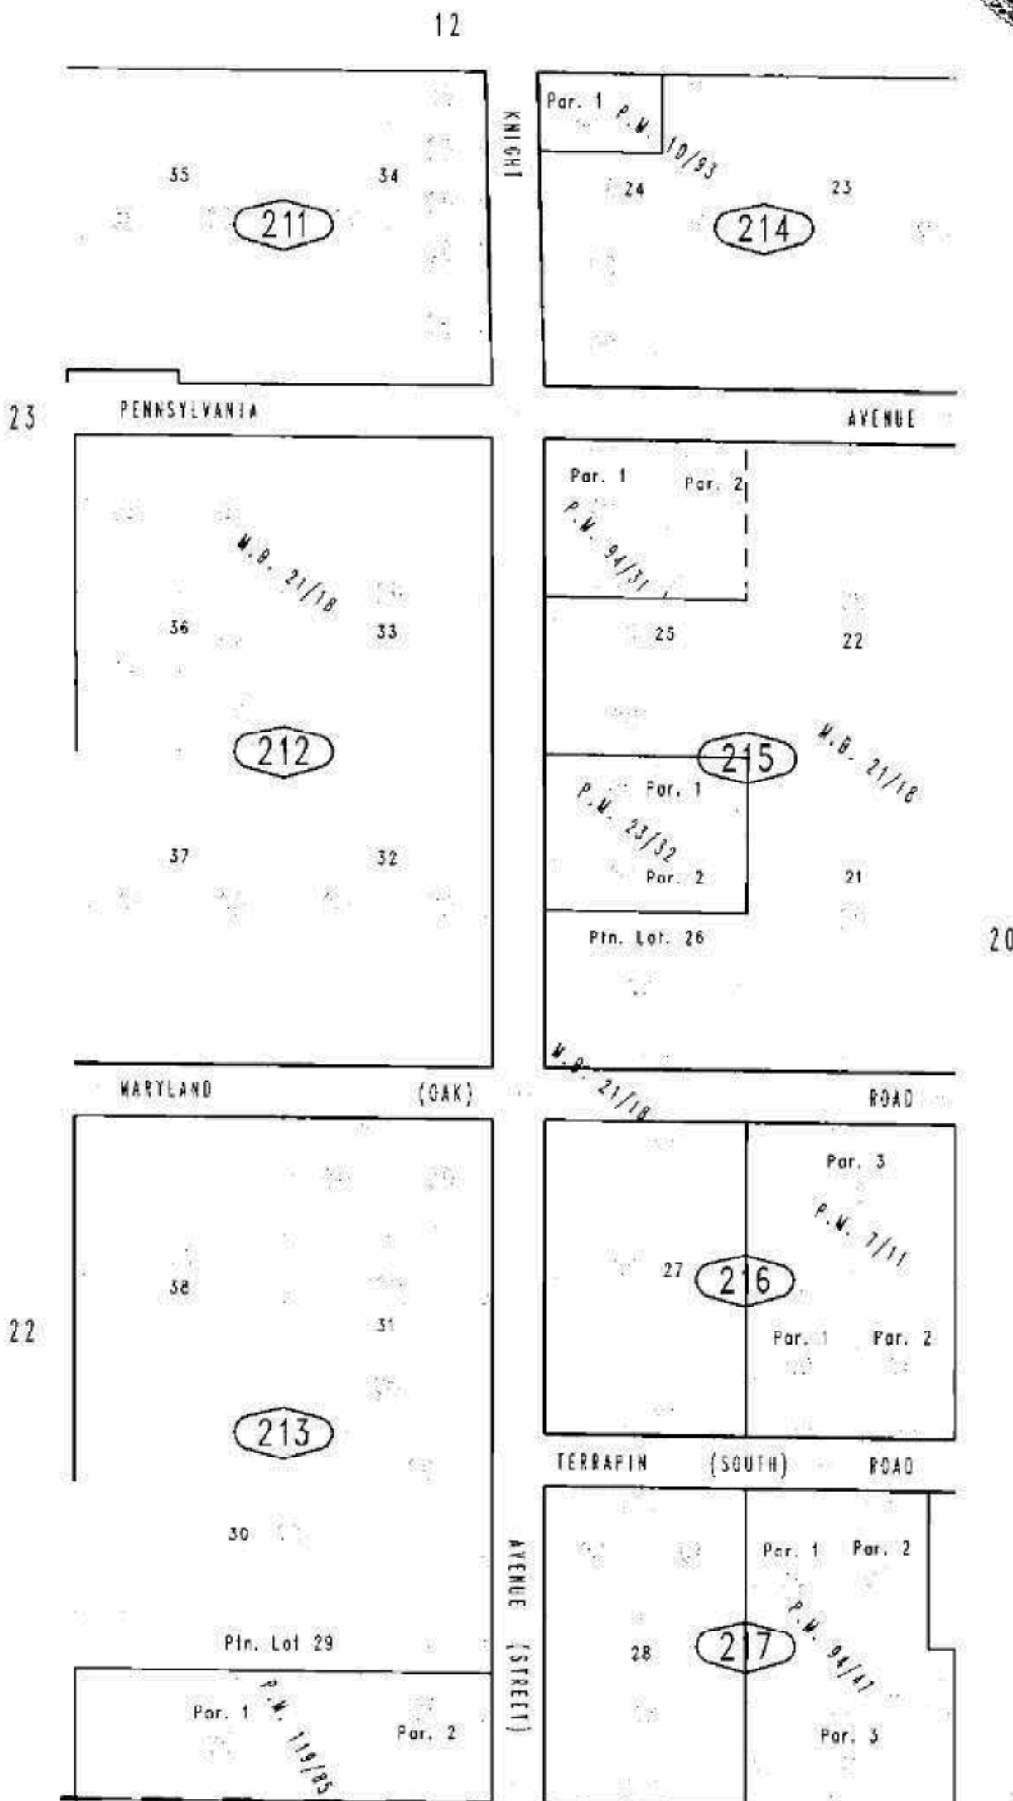 12
KNIGHT
Par. 1
P.M. 10/93
35
34
24
23
211
214
23
PENNSYLVANIA
AVENUE
Par. 1
Par. 2
P.M. 94/31
M.B. 21/18
36
33
25
22
212
215
M.B. 21/18
Par. 1
P.M. 23/32
37
32
Par. 2
21
Ptn. Lot. 26
20
M.B. 21/18
MARYLAND
(OAK)
ROAD
Par. 3
P.M. 7/11
38
27
216
22
31
Par. 1
Par. 2
213
TERRAPIN
(SOUTH)
ROAD
30
AVENUE (STREET)
Par. 1
Par. 2
Ptn. Lot 29
28
217
P.M. 94/47
Par. 1
P.M. 119/85
Par. 2
Par. 3